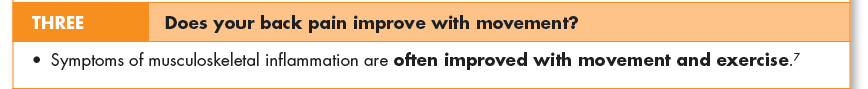 THREE Does your back pain improve with movement?
• Symptoms of musculoskeletal inflammation are often improved with movement and exercise.⁷